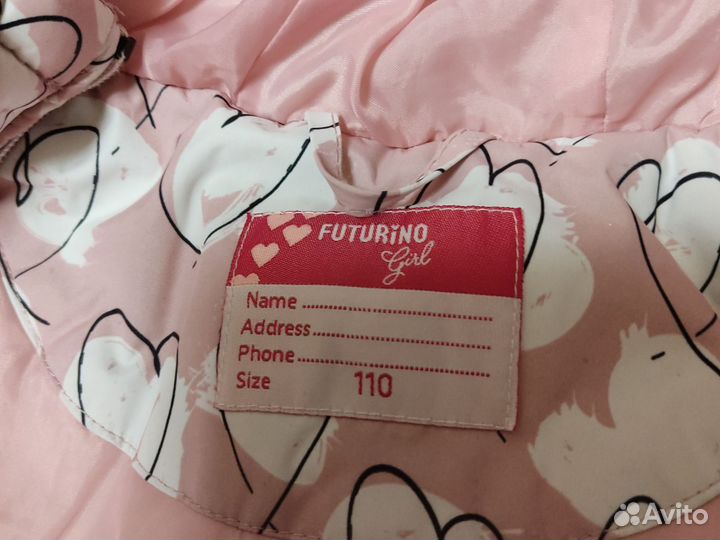 FUTURiNO
Girl
Name ........................................
Address ...................................
Phone .........................................
Size 110
Avito